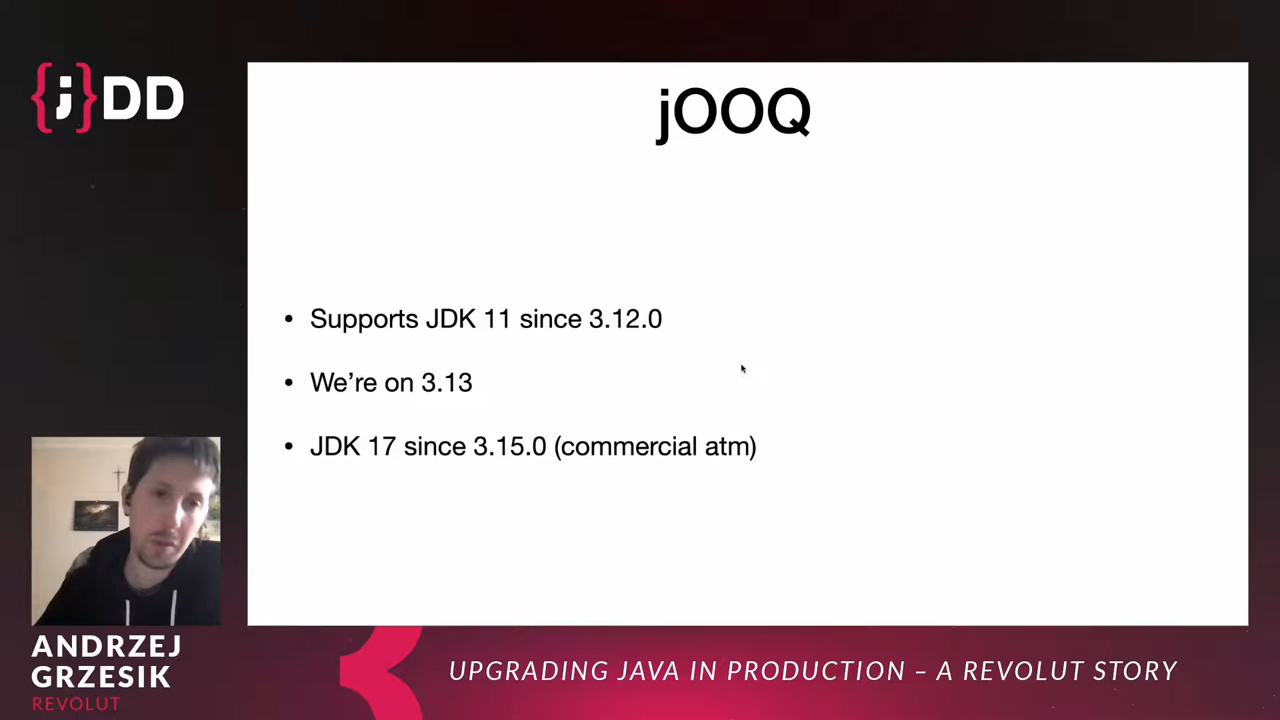 {j}DD
jOOQ
• Supports JDK 11 since 3.12.0
• We’re on 3.13
• JDK 17 since 3.15.0 (commercial atm)
ANDRZEJ
GRZESIK
REVOLUT
UPGRADING JAVA IN PRODUCTION – A REVOLUT STORY